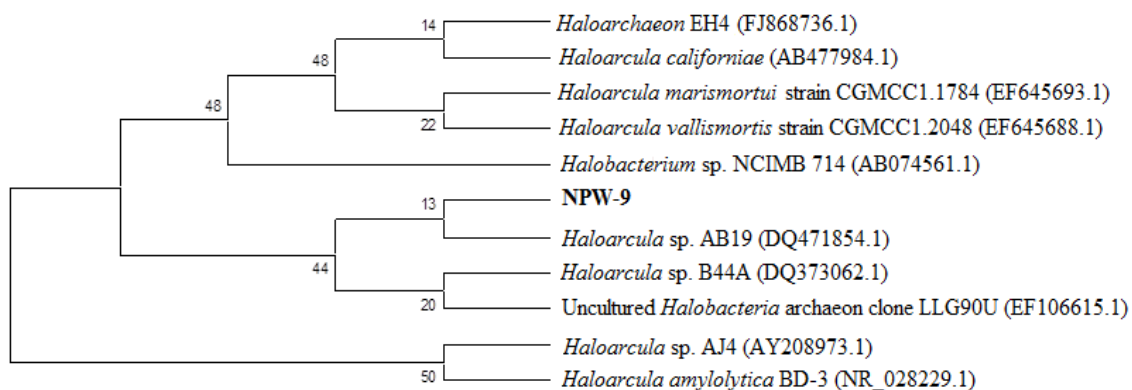 14
Haloarchaeon EH4 (FJ868736.1)
48
Haloarcula californiae (AB477984.1)
48
Haloarcula marismortui strain CGMCC1.1784 (EF645693.1)
22
Haloarcula vallismortis strain CGMCC1.2048 (EF645688.1)
Halobacterium sp. NCIMB 714 (AB074561.1)
13
NPW-9
Haloarcula sp. AB19 (DQ471854.1)
44
Haloarcula sp. B44A (DQ373062.1)
20
Uncultured Halobacteria archaeon clone LLG90U (EF106615.1)
Haloarcula sp. AJ4 (AY208973.1)
50
Haloarcula amylolytica BD-3 (NR_028229.1)